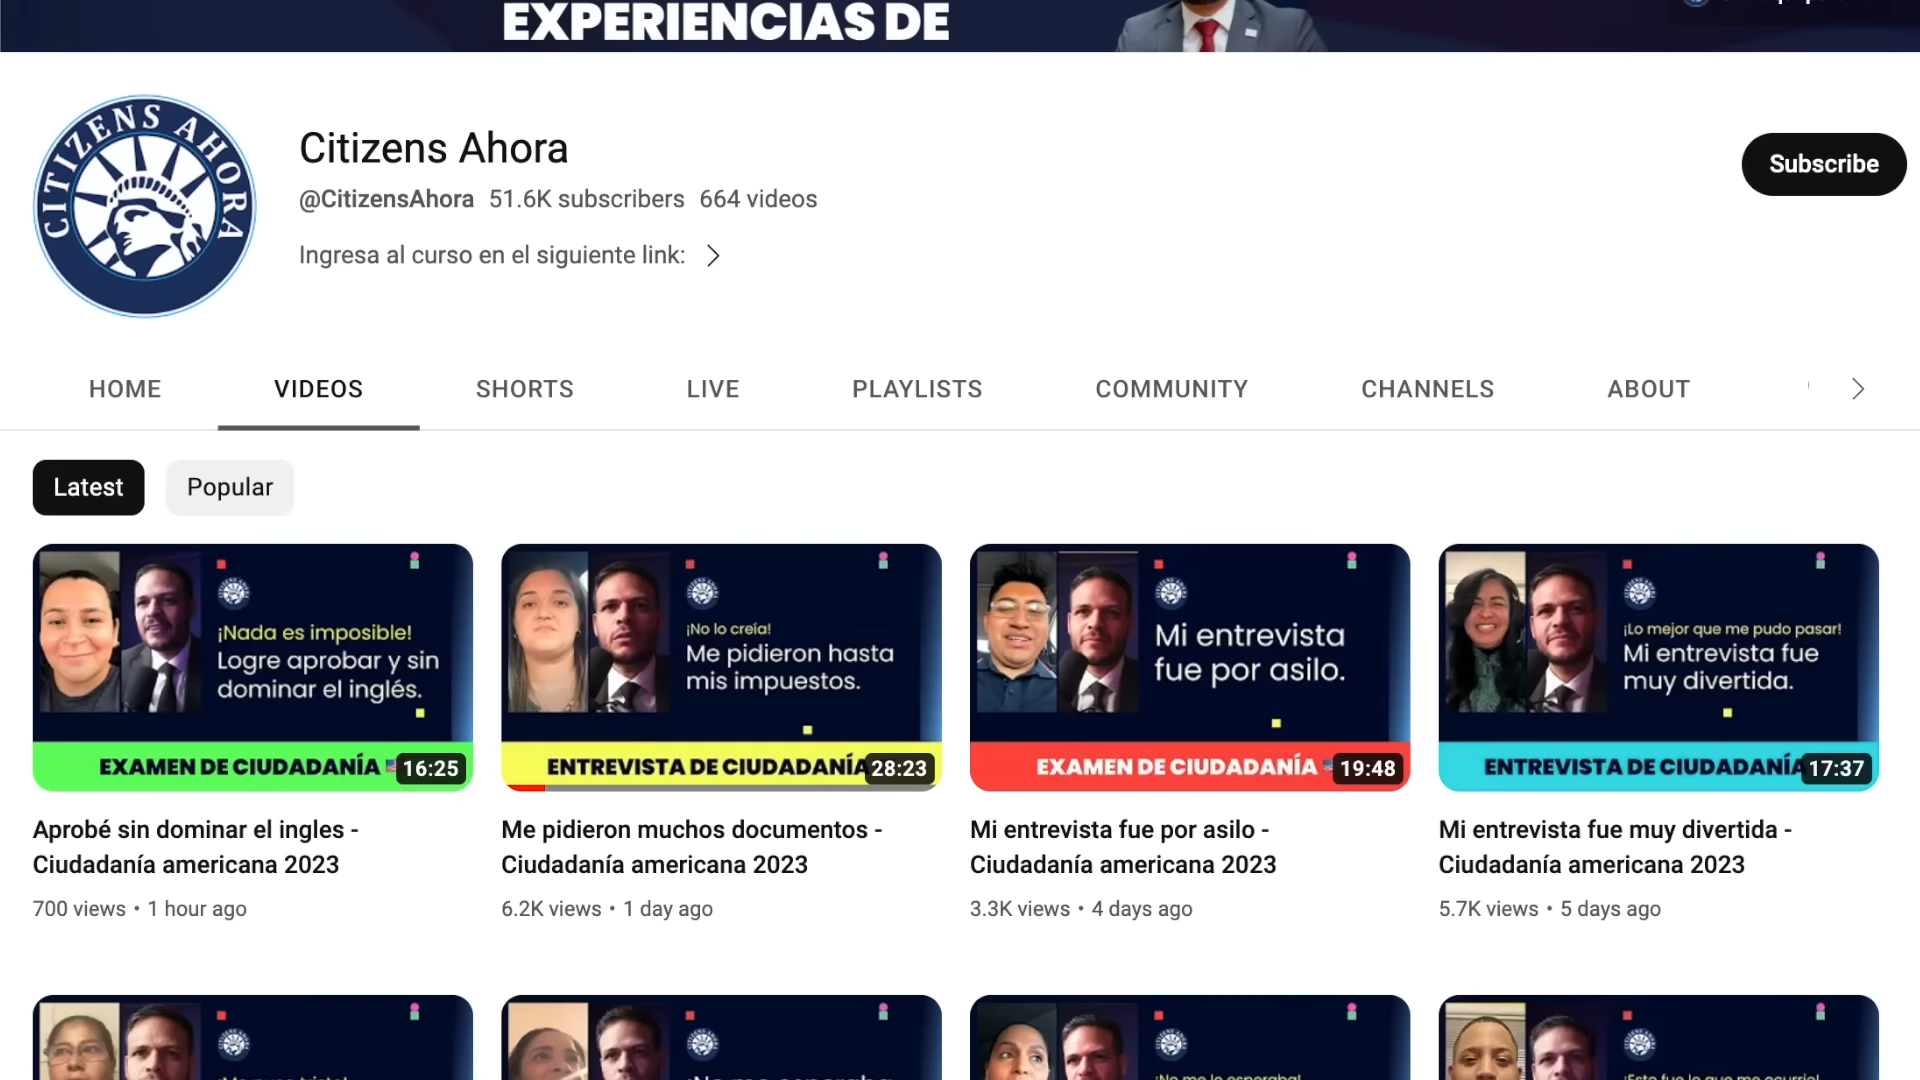 EXPERIENCIAS DE
CITIZENS AHORA
Citizens Ahora
@CitizensAhora 51.6K subscribers 664 videos
Ingresa al curso en el siguiente link:
Subscribe
HOME VIDEOS SHORTS LIVE PLAYLISTS COMMUNITY CHANNELS ABOUT
Latest Popular
¡Nada es imposible!
Logre aprobar y sin
dominar el inglés.
EXAMEN DE CIUDADANÍA 16:25
Aprobé sin dominar el ingles -
Ciudadanía americana 2023
700 views • 1 hour ago
¡No lo creía!
Me pidieron hasta
mis impuestos.
ENTREVISTA DE CIUDADANÍA 28:23
Me pidieron muchos documentos -
Ciudadanía americana 2023
6.2K views • 1 day ago
Mi entrevista
fue por asilo.
EXAMEN DE CIUDADANÍA 19:48
Mi entrevista fue por asilo -
Ciudadanía americana 2023
3.3K views • 4 days ago
¡Lo mejor que me pudo pasar!
Mi entrevista fue
muy divertida.
ENTREVISTA DE CIUDADANÍA 17:37
Mi entrevista fue muy divertida -
Ciudadanía americana 2023
5.7K views • 5 days ago